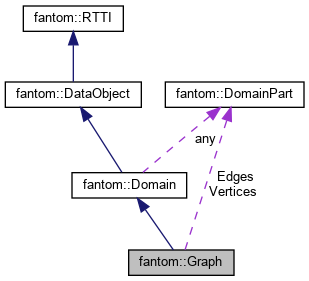 fantom::RTTI
fantom::DataObject
fantom::DomainPart
any
fantom::Domain
Edges
Vertices
fantom::Graph